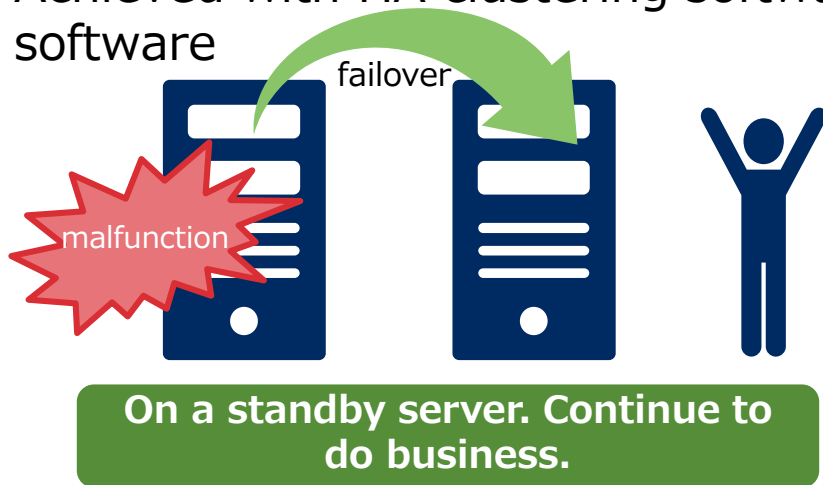 software
failover
malfunction
On a standby server. Continue to
do business.